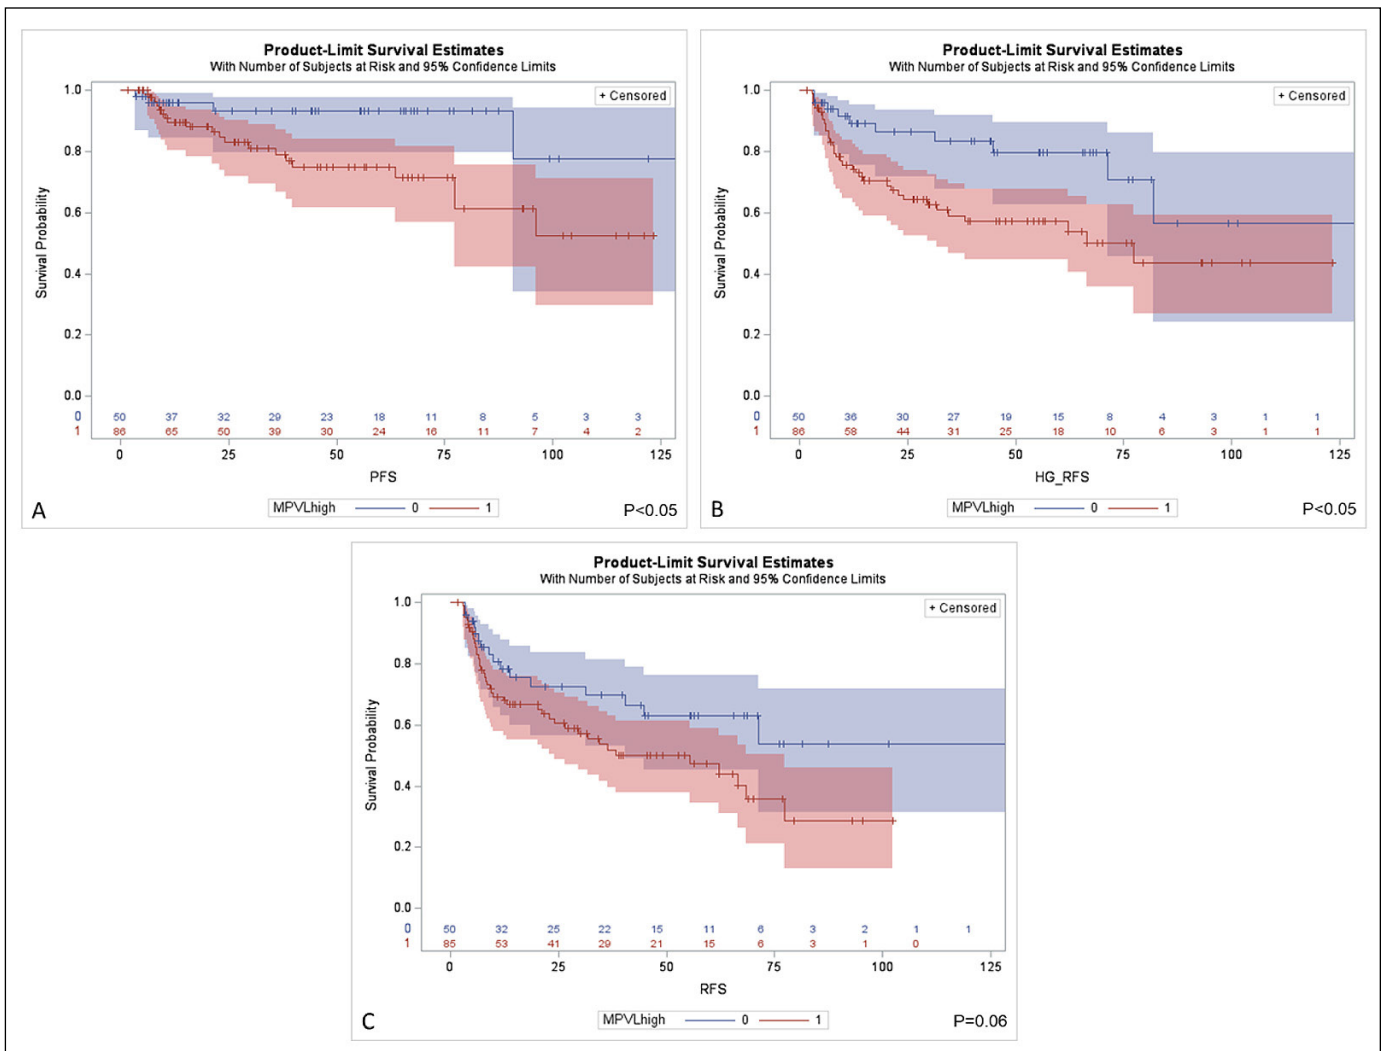 Product-Limit Survival Estimates
With Number of Subjects at Risk and 95% Confidence Limits
+ Censored
1.0
0.8
0.6
0.4
0.2
0.0
Survival Probability
0 50 37 32 29 23 18 11 8 5 3 3
1 86 65 50 39 30 24 16 11 7 4 2
0 25 50 75 100 125
PFS
MPVLhigh 0 1
A
P<0.05
Product-Limit Survival Estimates
With Number of Subjects at Risk and 95% Confidence Limits
+ Censored
1.0
0.8
0.6
0.4
0.2
0.0
Survival Probability
0 50 36 30 27 19 15 8 4 3 1 1
1 86 58 44 31 25 18 10 6 3 1 1
0 25 50 75 100 125
HG_RFS
MPVLhigh 0 1
B
P<0.05
Product-Limit Survival Estimates
With Number of Subjects at Risk and 95% Confidence Limits
+ Censored
1.0
0.8
0.6
0.4
0.2
0.0
Survival Probability
0 50 32 25 22 15 11 6 3 2 1 1
1 85 53 41 29 21 15 6 3 1 0
0 25 50 75 100 125
RFS
MPVLhigh 0 1
C
P=0.06